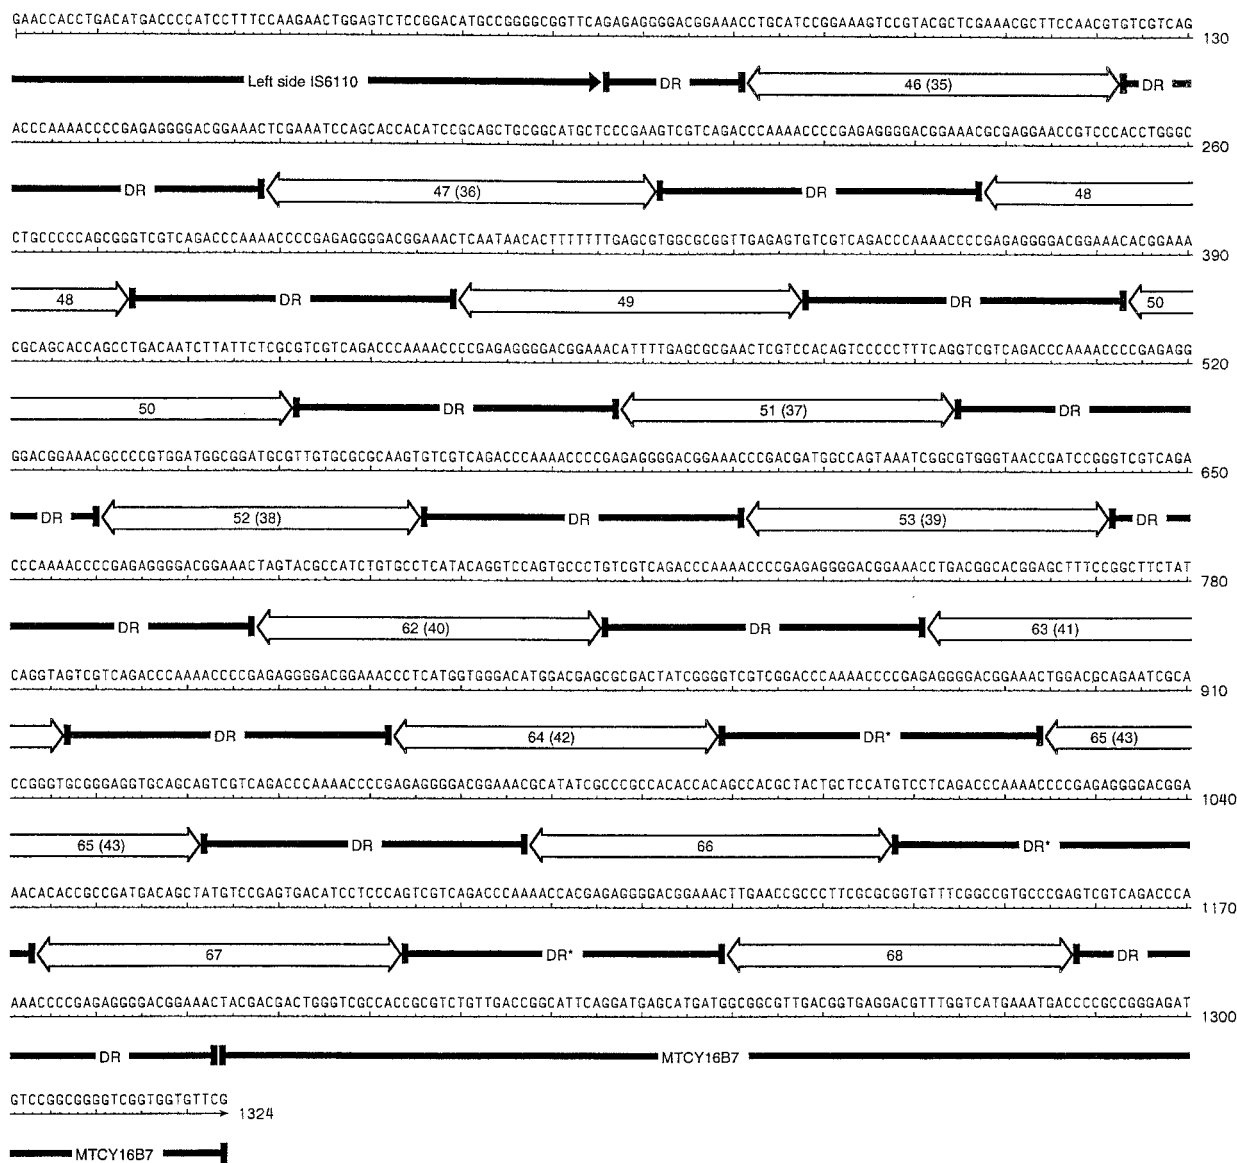 GAACCACCTGACATGACCCCATCCTTTCCAAGAACTGGAGTCTCCGGACATGCCGGGGCGGTTCAGAGAGGGGACGGAAACCTGCATCCGGAAAGTCCGTACGCTCGAAACGCTTCCAACGTGTCGTCAG
130
Left side IS6110 DR 46 (35) DR
ACCCAAAACCCCGAGAGGGGACGGAAACTCGAAATCCAGCACCACATCCGCAGCTGCGGCATGCTCCCGAAGTCGTCAGACCCAAAACCCCGAGAGGGGACGGAAACGCGAGGAACCGTCCCACCTGGGC
260
DR 47 (36) DR 48
CTGCCCCCAGCGGGTCGTCAGACCCAAAACCCCGAGAGGGGACGGAAACTCAATAACACTTTTTTTGAGCGTGGCGCGGTTGAGAGTGTCGTCAGACCCAAAACCCCGAGAGGGGACGGAAACACGGAAA
390
48 DR 49 DR 50
CGCAGCACCAGCCTGACAATCTTATTCTCGCGTCGTCAGACCCAAAACCCCGAGAGGGGACGGAAACATTTTGAGCGCGAACTCGTCCACAGTCCCCCTTTCAGGTCGTCAGACCCAAAACCCCGAGAGG
520
50 DR 51 (37) DR
GGACGGAAACGCCCCGTGGATGGCGGATGCGTTGTGCGCGCAAGTGTCGTCAGACCCAAAACCCCGAGAGGGGACGGAAACCCGACGATGGCCAGTAAATCGGCGTGGGTAACCGATCCGGGTCGTCAGA
650
DR 52 (38) DR 53 (39) DR
CCCAAAACCCCGAGAGGGGACGGAAACTAGTACGCCATCTGTGCCTCATACAGGTCCAGTGCCCTGTCGTCAGACCCAAAACCCCGAGAGGGGACGGAAACCTGACGGCACGGAGCTTTCCGGCTTCTAT
780
DR 62 (40) DR 63 (41)
CAGGTAGTCGTCAGACCCAAAACCCCGAGAGGGGACGGAAACCCTCATGGTGGGACATGGACGAGCGCGACTATCGGGGTCGTCGGACCCAAAACCCCGAGAGGGGACGGAAACTGGACGCAGAATCGCA
910
DR 64 (42) DR* 65 (43)
CCGGGTGCGGGAGGTGCAGCAGTCGTCAGACCCAAAACCCCGAGAGGGGACGGAAACGCATATCGCCCGCCACACCACAGCCACGCTACTGCTCCATGTCCTCAGACCCAAAACCCCGAGAGGGGACGGA
1040
65 (43) DR 66 DR*
AACACACCGCCGATGACAGCTATGTCCGAGTGACATCCTCCCAGTCGTCAGACCCAAAACCACGAGAGGGGACGGAAACTTGAACCGCCCTTCGCGCGGTGTTTCGGCCGTGCCCGAGTCGTCAGACCCA
1170
67 DR* 68 DR
AAACCCCGAGAGGGGACGGAAACTACGACGACTGGGTCGCCACCGCGTCTGTTGACCGGCATTCAGGATGAGCATGATGGCGGCGTTGACGGTGAGGACGTTTGGTCATGAAATGACCCCGCCGGGAGAT
1300
DR MTCY16B7
GTCCGGCGGGGTCGGTGGTGTTCG
1324
MTCY16B7